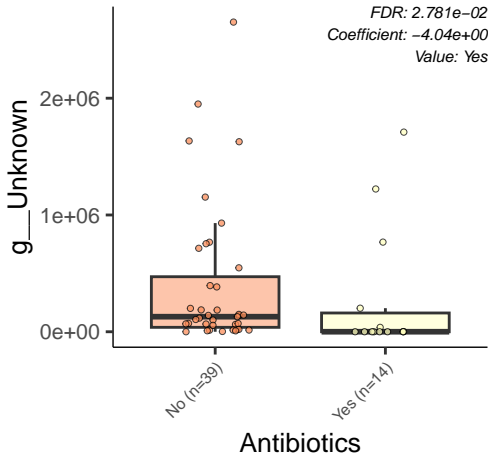 FDR: 2.781e−02
Coefficient: −4.04e+00
Value: Yes
g__Unknown
2e+06
1e+06
0e+00
No (n=39)
Yes (n=14)
Antibiotics